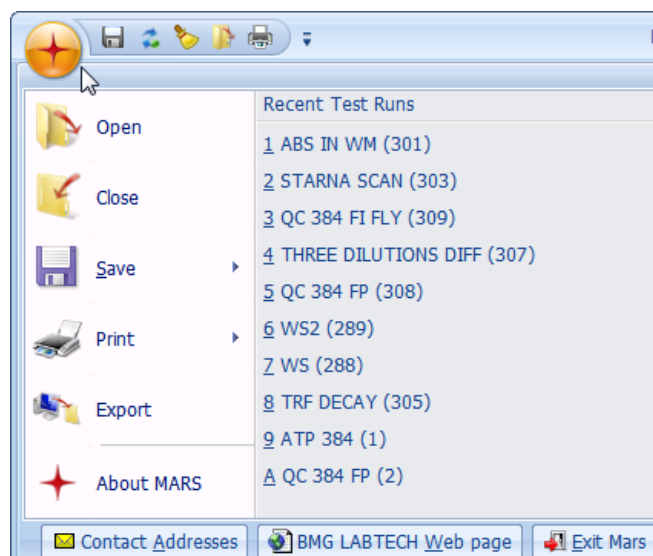 Open
Close
Save
Print
Export
About MARS
Recent Test Runs
1 ABS IN WM (301)
2 STARNA SCAN (303)
3 QC 384 FI FLY (309)
4 THREE DILUTIONS DIFF (307)
5 QC 384 FP (308)
6 WS2 (289)
7 WS (288)
8 TRF DECAY (305)
9 ATP 384 (1)
A QC 384 FP (2)
Contact Addresses BMG LABTECH Web page Exit Mars